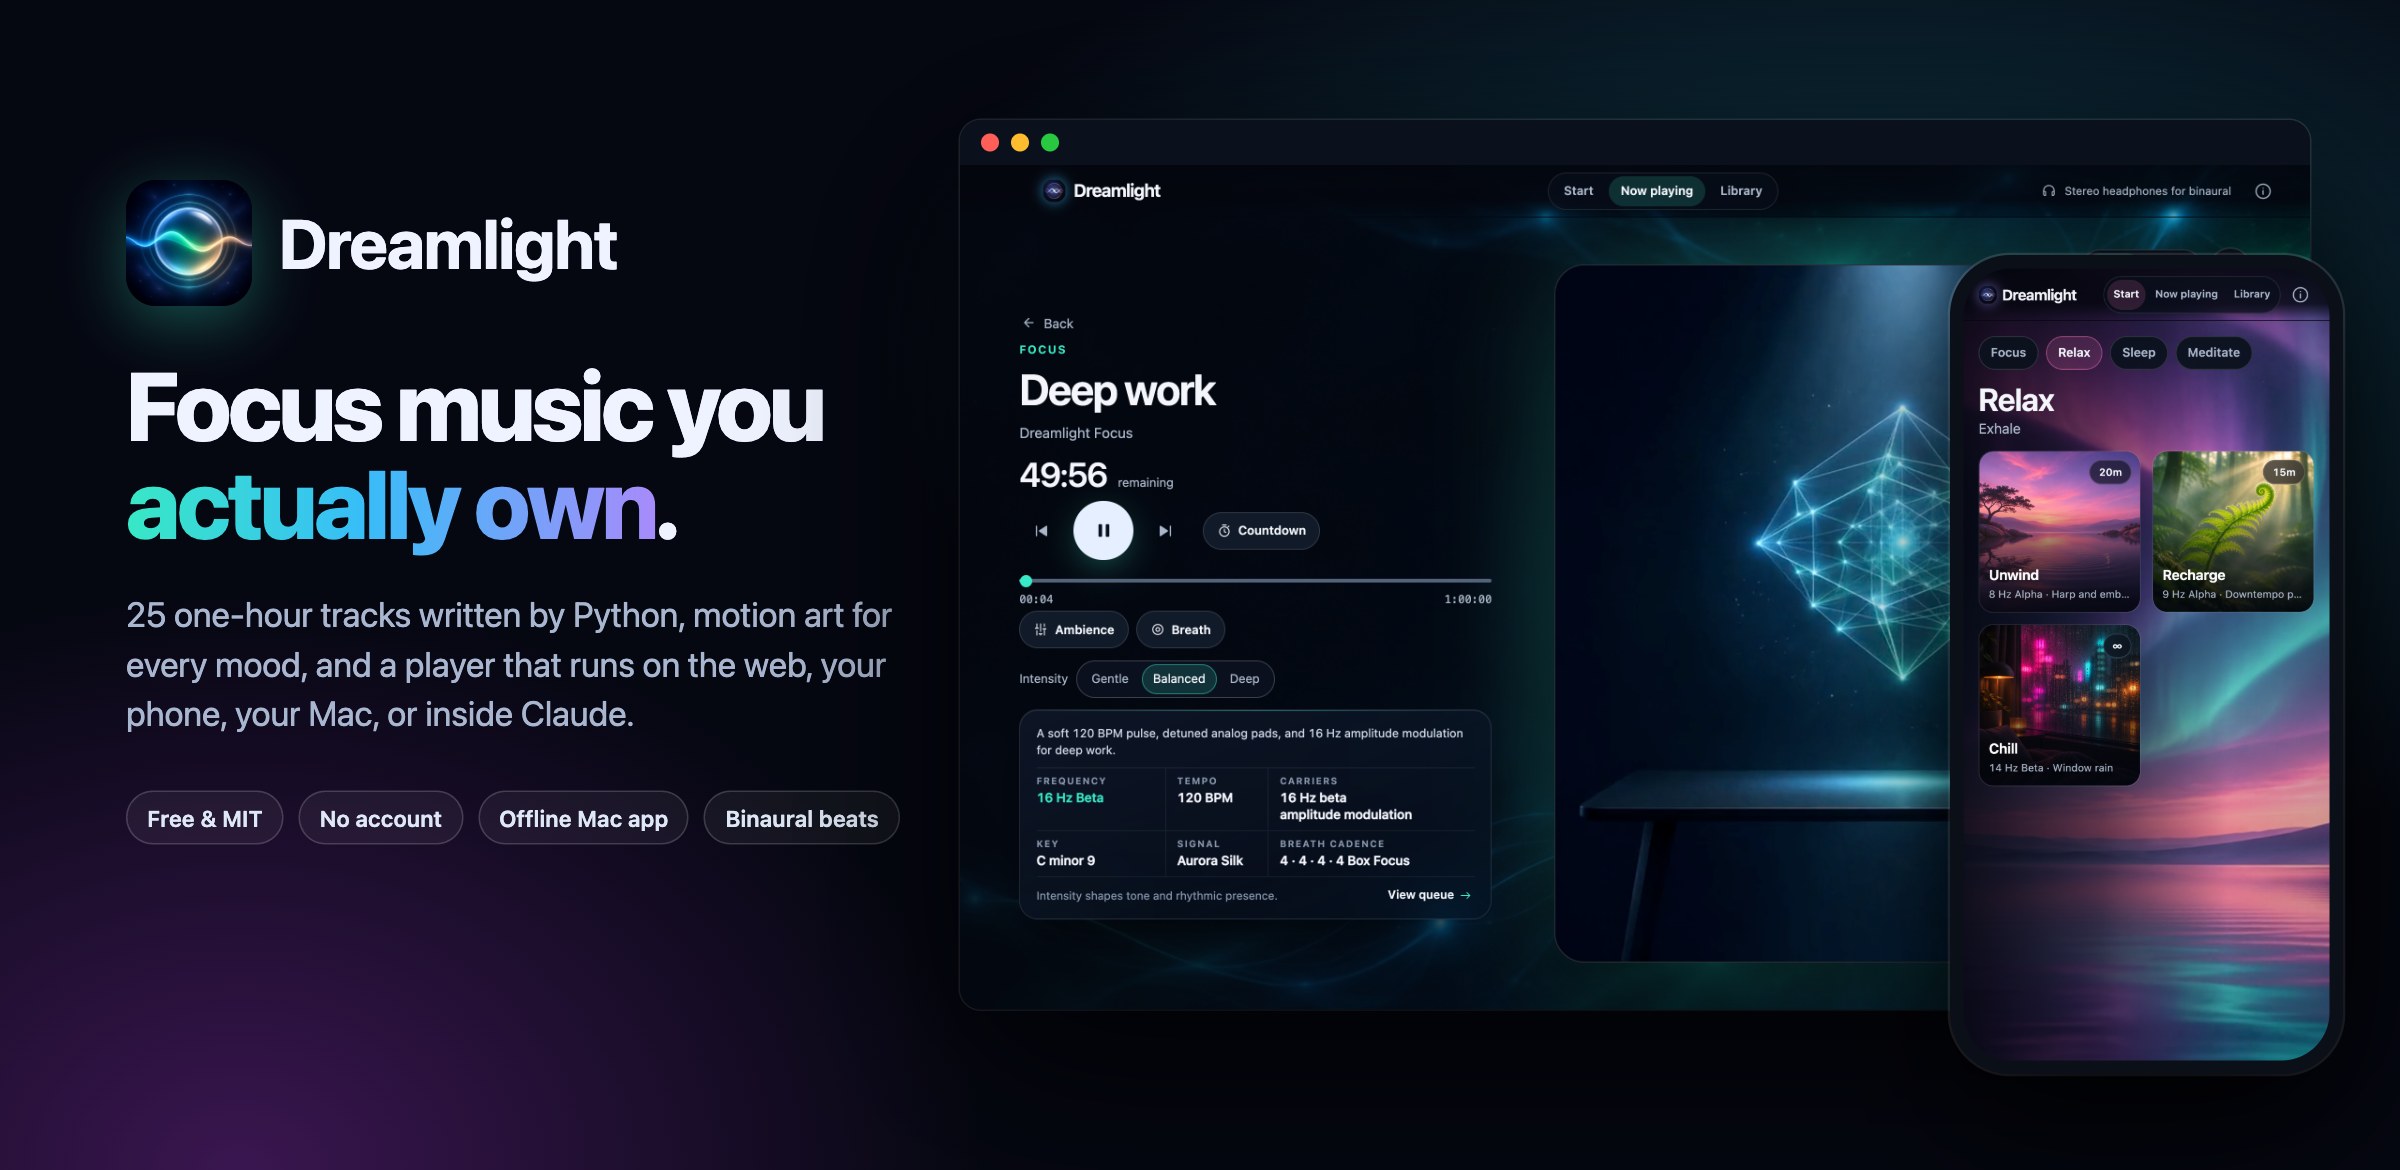 Dreamlight
Focus music you
actually own.
25 one-hour tracks written by Python, motion art for
every mood, and a player that runs on the web, your
phone, your Mac, or inside Claude.
Free & MIT
No account
Offline Mac app
Binaural beats
Dreamlight
Start
Now playing
Library
Stereo headphones for binaural
Back
FOCUS
Deep work
Dreamlight Focus
49:56 remaining
Countdown
00:04
1:00:00
Ambience
Breath
Intensity
Gentle
Balanced
Deep
A soft 120 BPM pulse, detuned analog pads, and 16 Hz amplitude modulation
for deep work.
FREQUENCY
16 Hz Beta
TEMPO
120 BPM
CARRIERS
16 Hz beta
amplitude modulation
KEY
C minor 9
SIGNAL
Aurora Silk
BREATH CADENCE
4 · 4 · 4 · 4 Box Focus
Intensity shapes tone and rhythmic presence.
View queue →
Dreamlight
Start
Now playing
Library
Focus
Relax
Sleep
Meditate
Relax
Exhale
20m
Unwind
8 Hz Alpha · Harp and emb...
15m
Recharge
9 Hz Alpha · Downtempo p...
∞
Chill
14 Hz Beta · Window rain